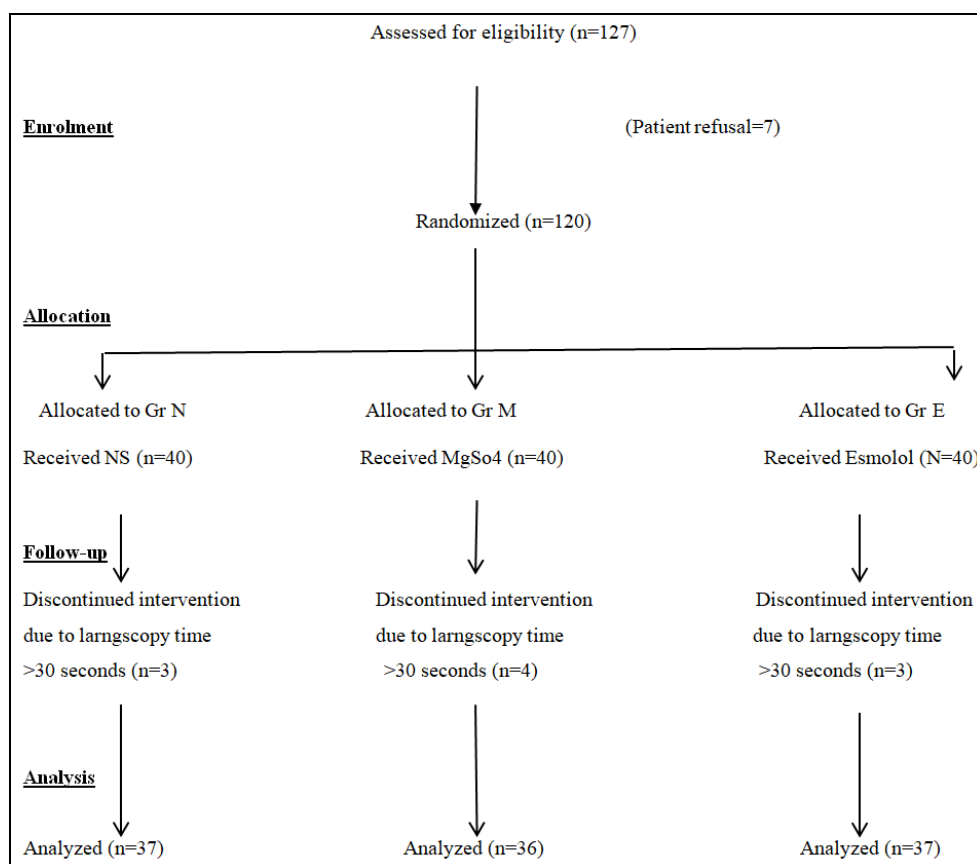 Assessed for eligibility (n=127)
Enrolment
(Patient refusal=7)
Randomized (n=120)
Allocation
Allocated to Gr N
Received NS (n=40)
Allocated to Gr M
Received MgSo4 (n=40)
Allocated to Gr E
Received Esmolol (N=40)
Follow-up
Discontinued intervention
due to larngscopy time
>30 seconds (n=3)
Discontinued intervention
due to larngscopy time
>30 seconds (n=4)
Discontinued intervention
due to larngscopy time
>30 seconds (n=3)
Analysis
Analyzed (n=37)
Analyzed (n=36)
Analyzed (n=37)